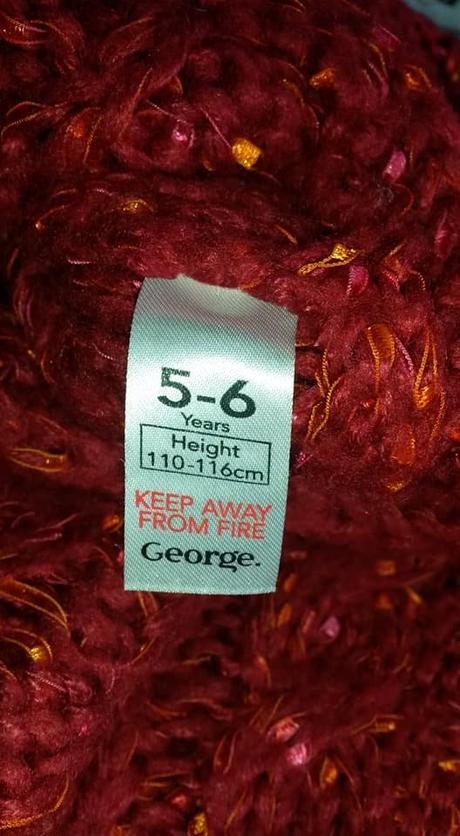 5-6
Years
Height
110-116cm
KEEP AWAY
FROM FIRE
George.